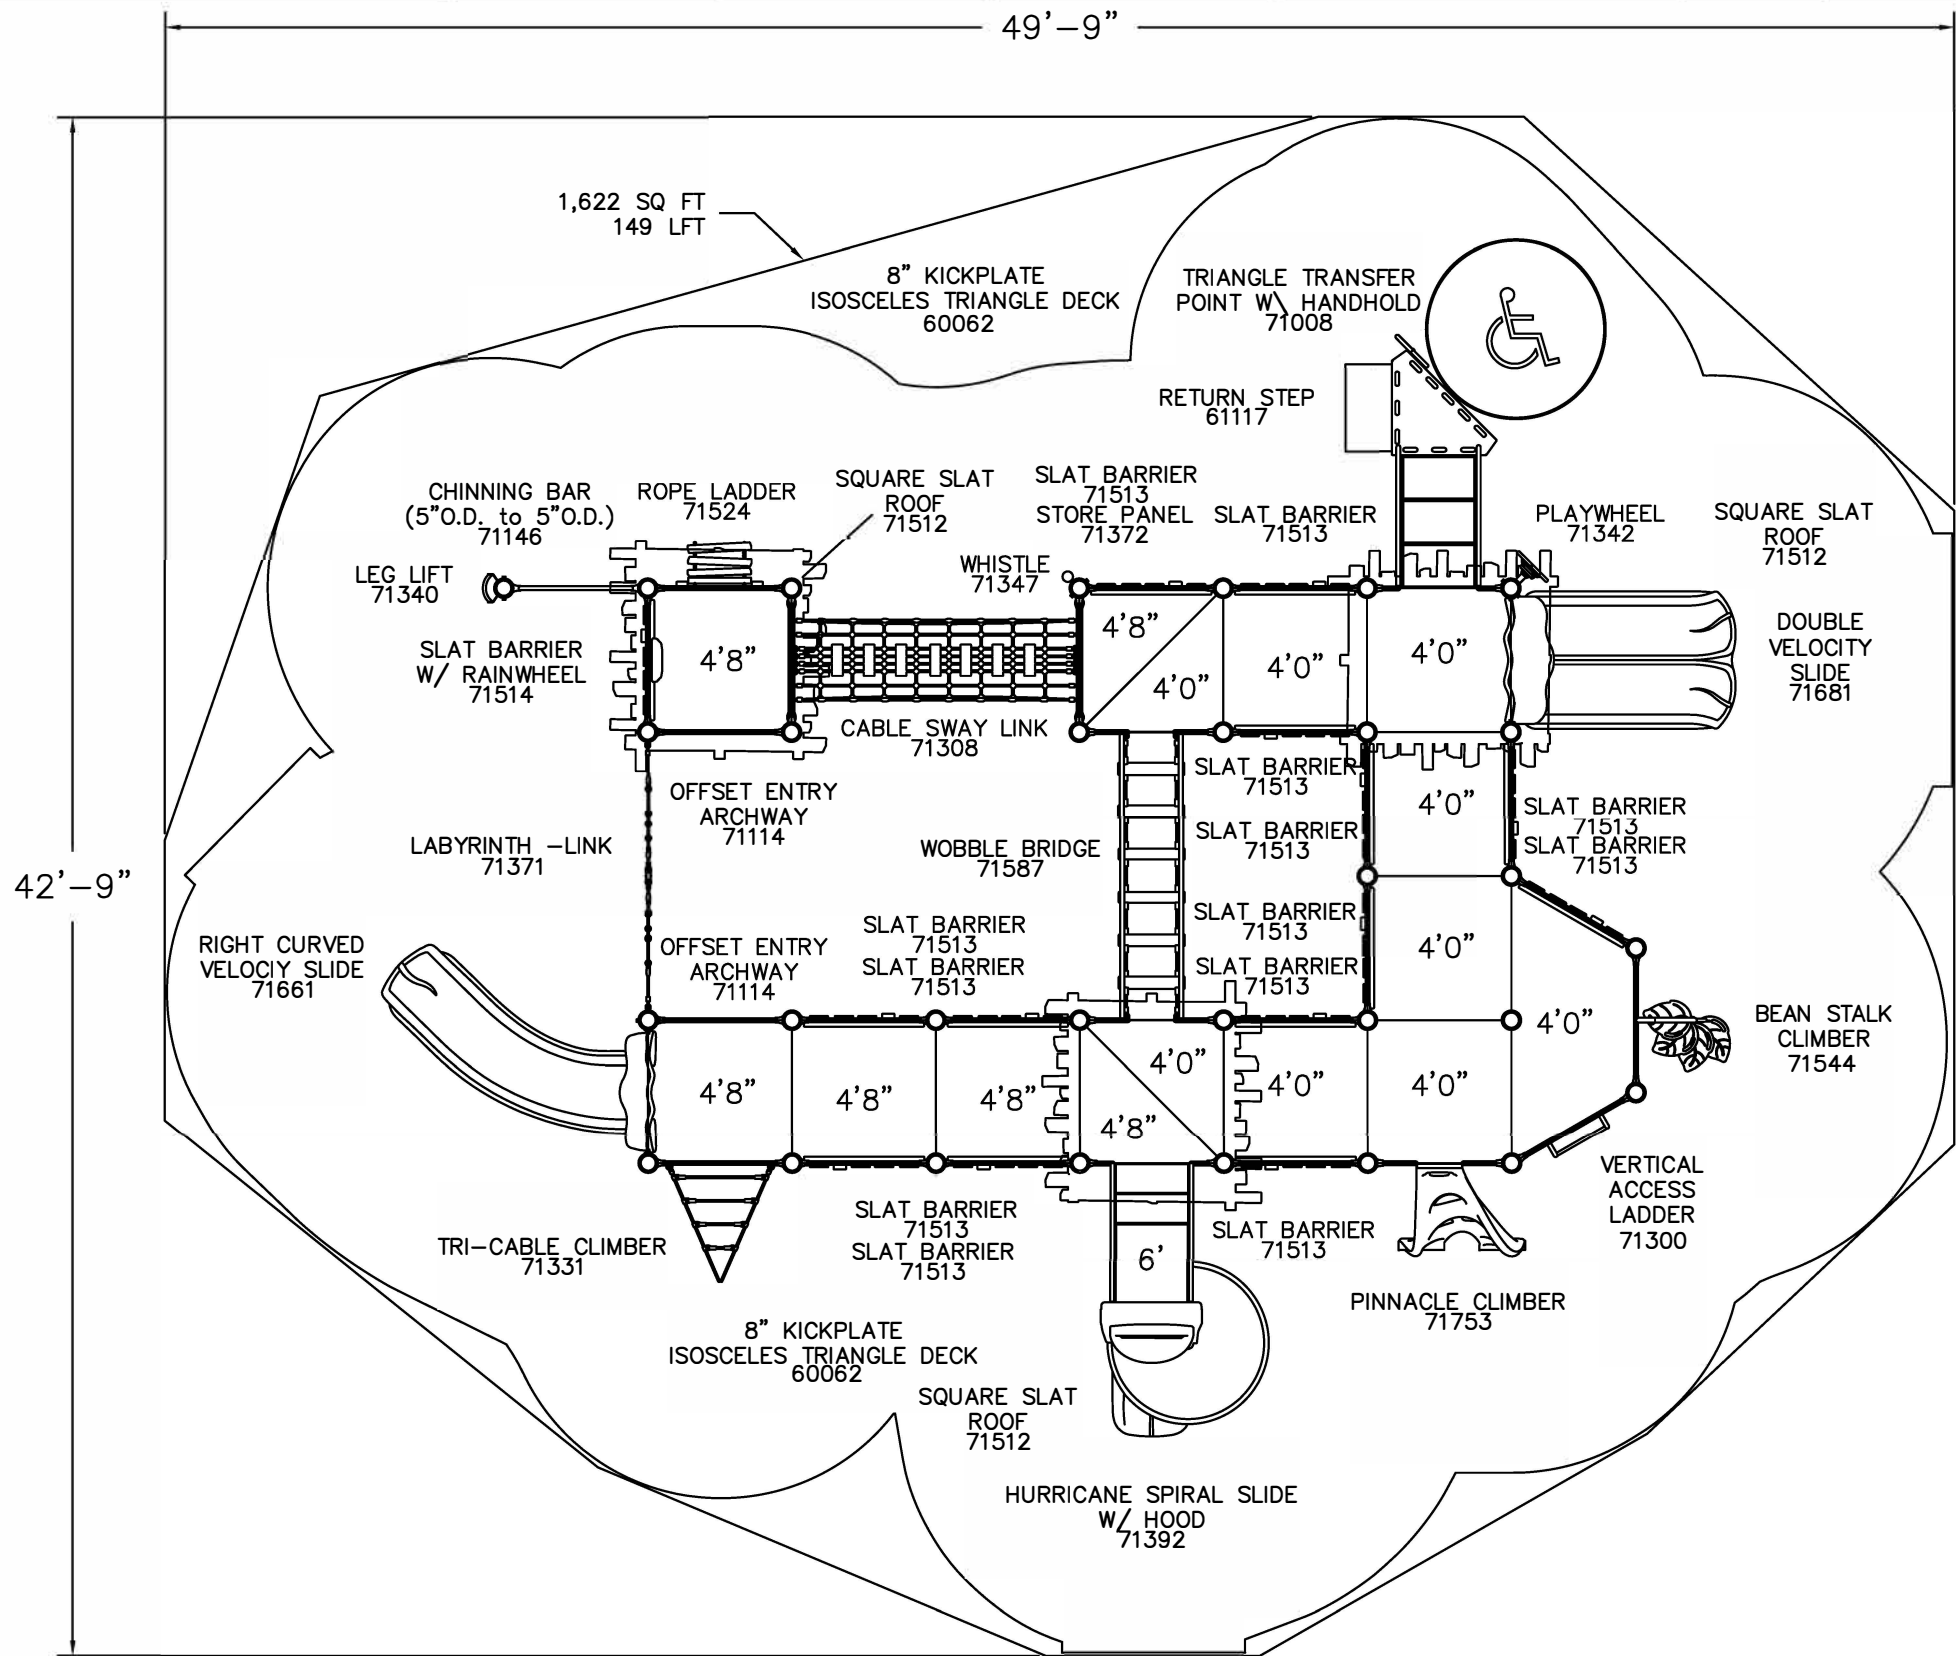 49'-9"
1,622 SQ FT
149 LFT
8" KICKPLATE
ISOSCELES TRIANGLE DECK
60062
TRIANGLE TRANSFER
POINT W\ HANDHOLD
71008
RETURN STEP
61117
CHINNING BAR
(5"O.D. to 5"O.D.)
71146
ROPE LADDER
71524
SQUARE SLAT
ROOF
71512
SLAT BARRIER
71513
STORE PANEL
71372
SLAT BARRIER
71513
PLAYWHEEL
71342
SQUARE SLAT
ROOF
71512
LEG LIFT
71340
WHISTLE
71347
SLAT BARRIER
W/ RAINWHEEL
71514
4'8"
4'8"
4'0"
4'0"
4'0"
DOUBLE
VELOCITY
SLIDE
71681
CABLE SWAY LINK
71308
OFFSET ENTRY
ARCHWAY
71114
SLAT BARRIER
71513
4'0"
SLAT BARRIER
71513
SLAT BARRIER
71513
LABYRINTH -LINK
71371
WOBBLE BRIDGE
71587
SLAT BARRIER
71513
42'-9"
RIGHT CURVED
VELOCIY SLIDE
71661
OFFSET ENTRY
ARCHWAY
71114
SLAT BARRIER
71513
SLAT BARRIER
71513
SLAT BARRIER
71513
SLAT BARRIER
71513
4'0"
4'0"
BEAN STALK
CLIMBER
71544
4'8"
4'8"
4'8"
4'0"
4'8"
4'0"
4'0"
VERTICAL
ACCESS
LADDER
71300
TRI-CABLE CLIMBER
71331
SLAT BARRIER
71513
SLAT BARRIER
71513
6'
SLAT BARRIER
71513
PINNACLE CLIMBER
71753
8" KICKPLATE
ISOSCELES TRIANGLE DECK
60062
SQUARE SLAT
ROOF
71512
HURRICANE SPIRAL SLIDE
W/ HOOD
71392